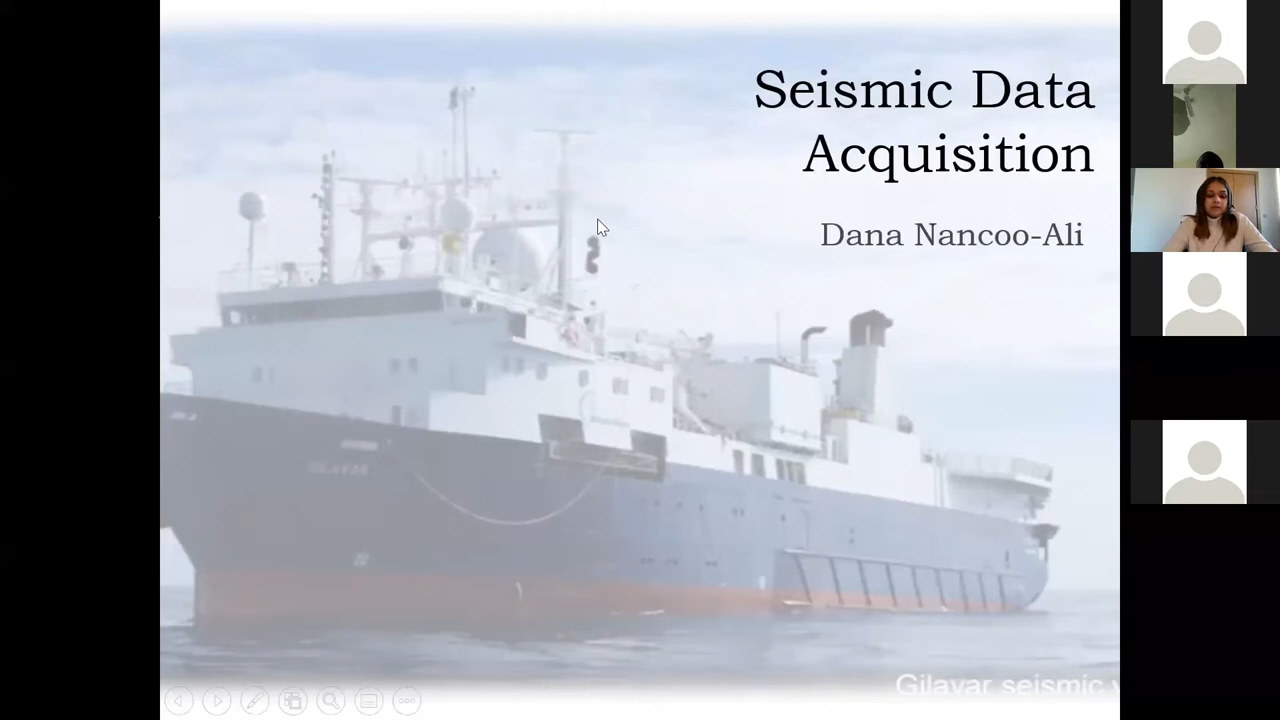 Seismic Data
Acquisition
Dana Nancoo-Ali
Gilavar seismic v